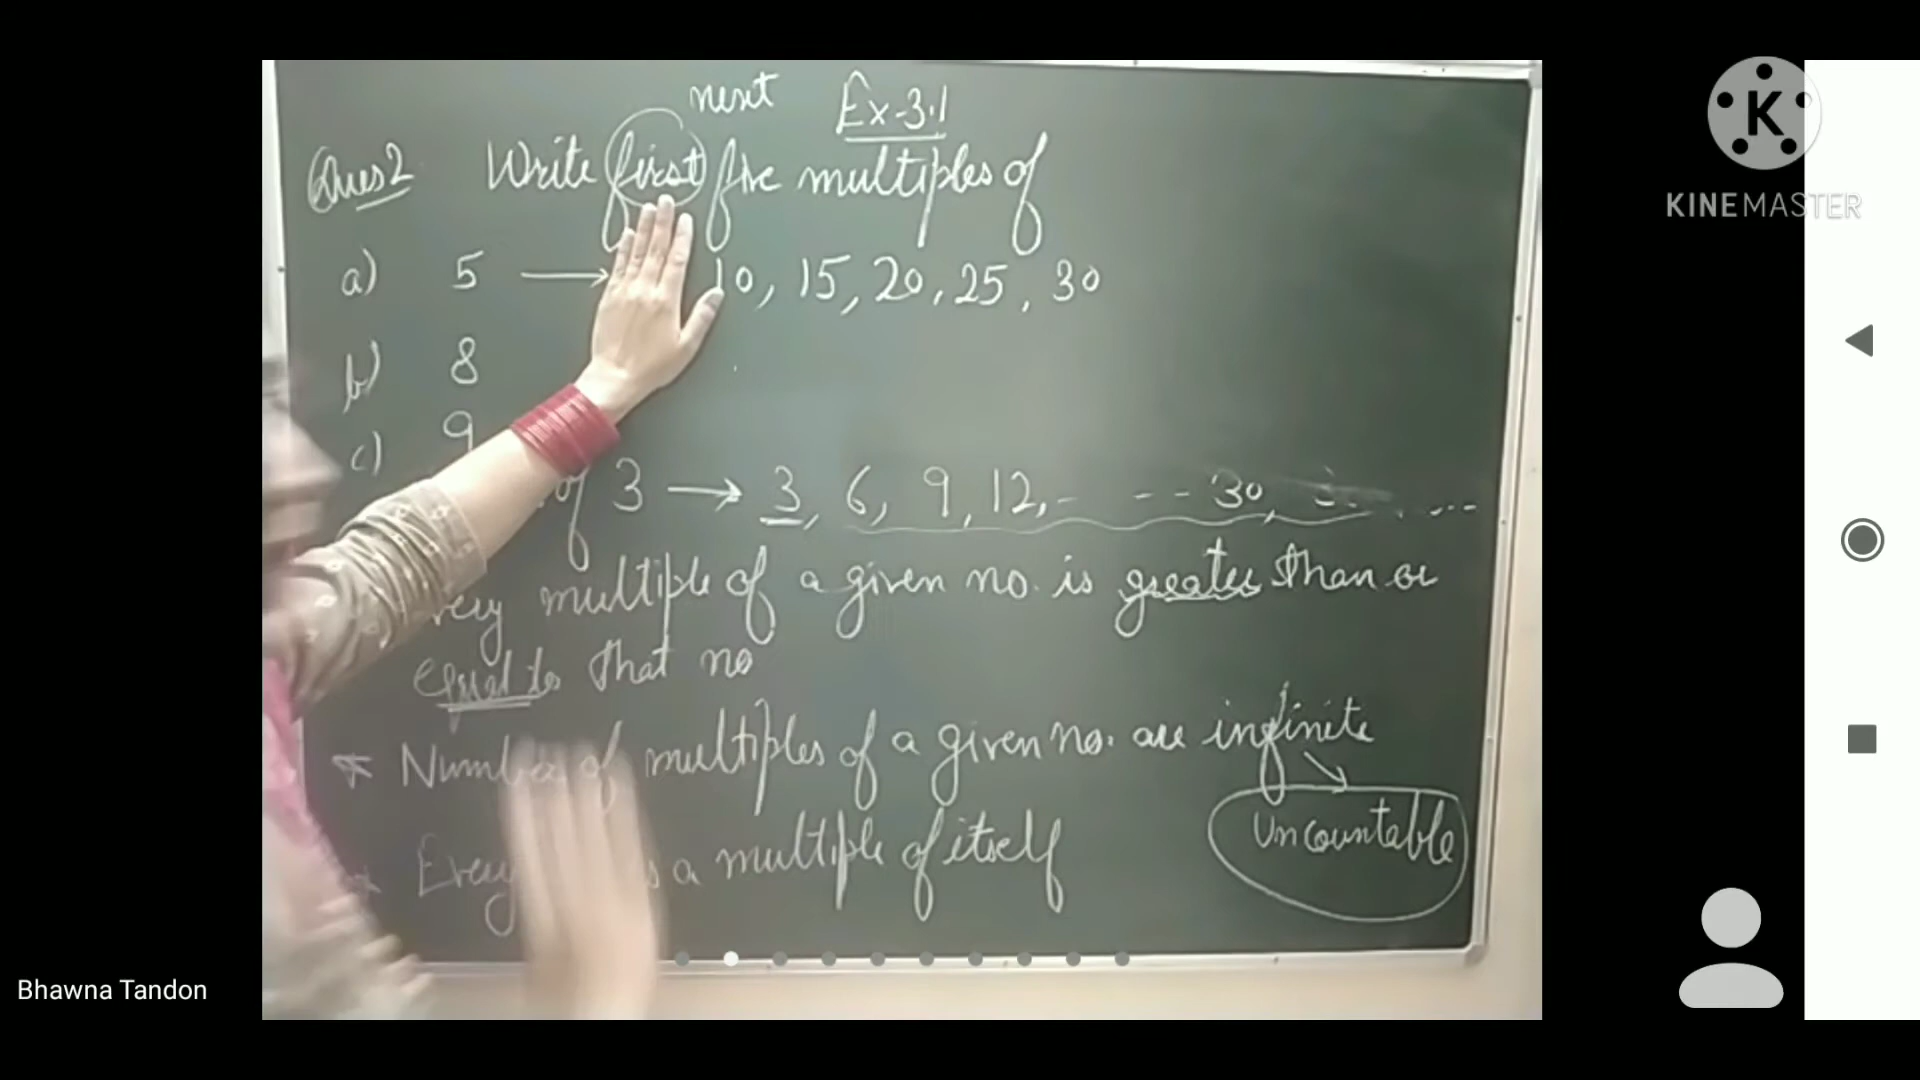 next Ex-3.1
Ques2 Write first five multiples of
a) 5 → 10, 15, 20, 25, 30
b) 8
c) 9
of 3 → 3, 6, 9, 12, - - - 30, ...
multiple of a given no. is greater than or
equal to that no
* Number of multiples of a given no. are infinite
Uncountable
* Every a multiple of itself
K
KINEMASTER
Bhawna Tandon